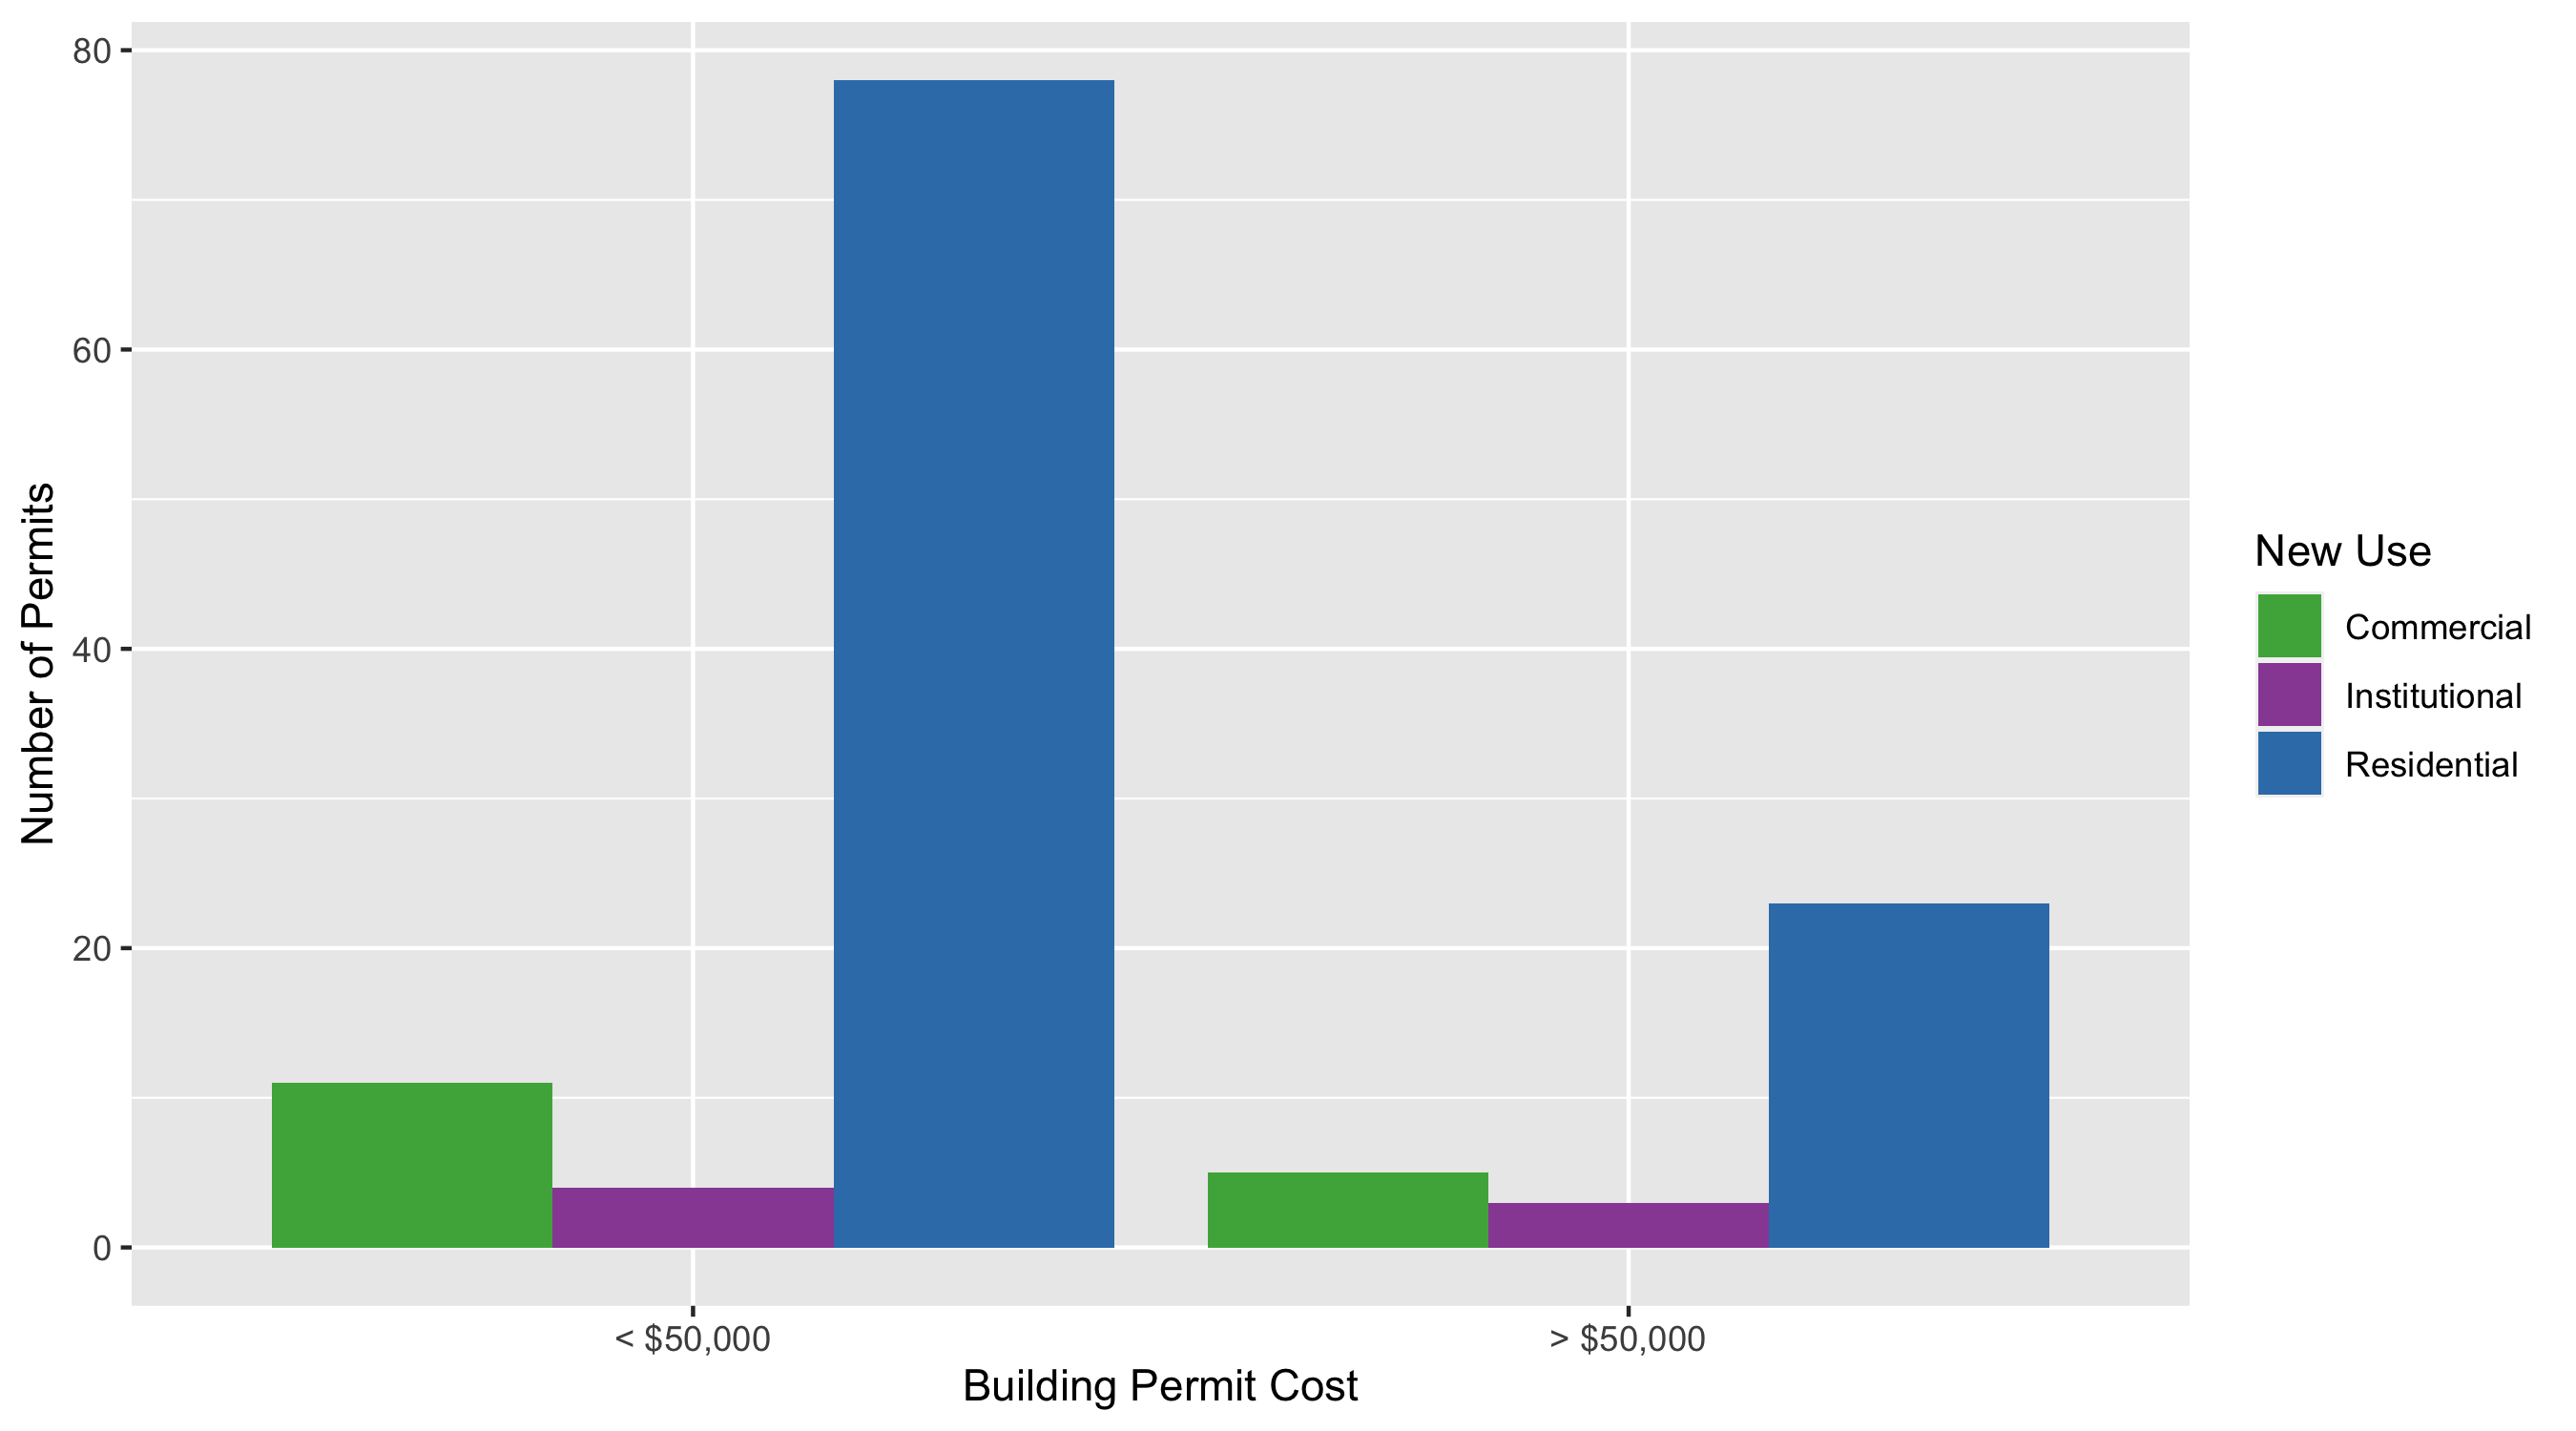 Number of Permits
80
60
40
20
0
< $50,000
> $50,000
Building Permit Cost
New Use
Commercial
Institutional
Residential